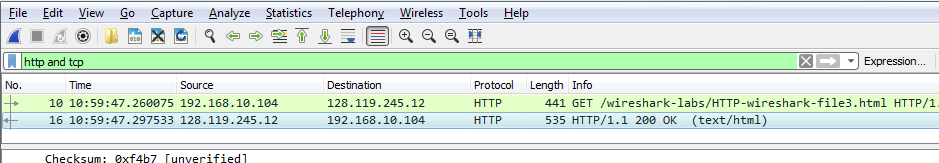 File Edit View Go Capture Analyze Statistics Telephony Wireless Tools Help
http and tcp Expression...
No. Time Source Destination Protocol Length Info
10 10:59:47.260075 192.168.10.104 128.119.245.12 HTTP 441 GET /wireshark-labs/HTTP-wireshark-file3.html HTTP/1.
16 10:59:47.297533 128.119.245.12 192.168.10.104 HTTP 535 HTTP/1.1 200 OK (text/html)
Checksum: 0xf4b7 [unverified]